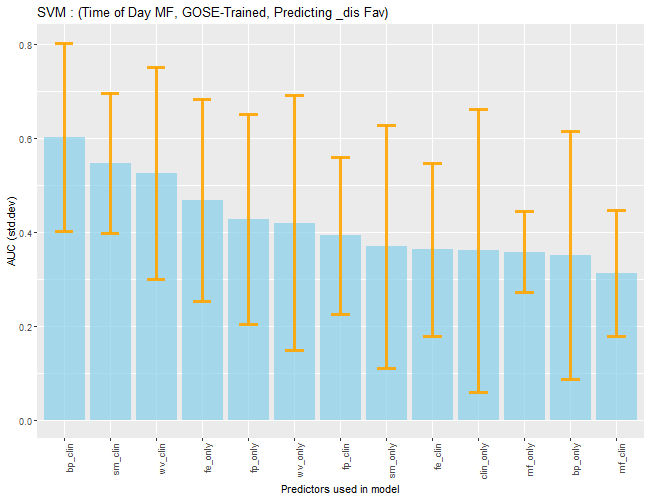 SVM : (Time of Day MF, GOSE-Trained, Predicting _dis Fav)
AUC (std.dev)
0.8
0.6
0.4
0.2
0.0
bp_clin
sm_clin
wv_clin
fe_only
fp_only
wv_only
fp_clin
sm_only
fe_clin
clin_only
mf_only
bp_only
mf_clin
Predictors used in model